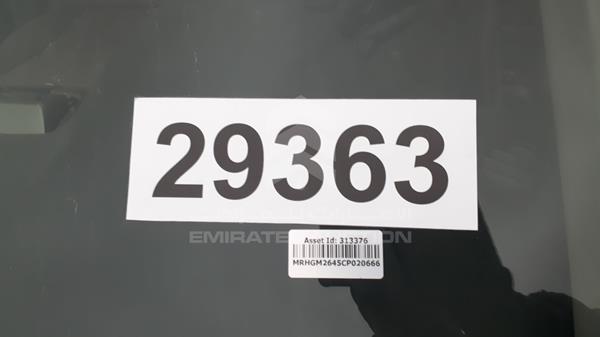 29363
EMIRATES AUCTION
Asset Id: 313376
MRHGM2645CP020666